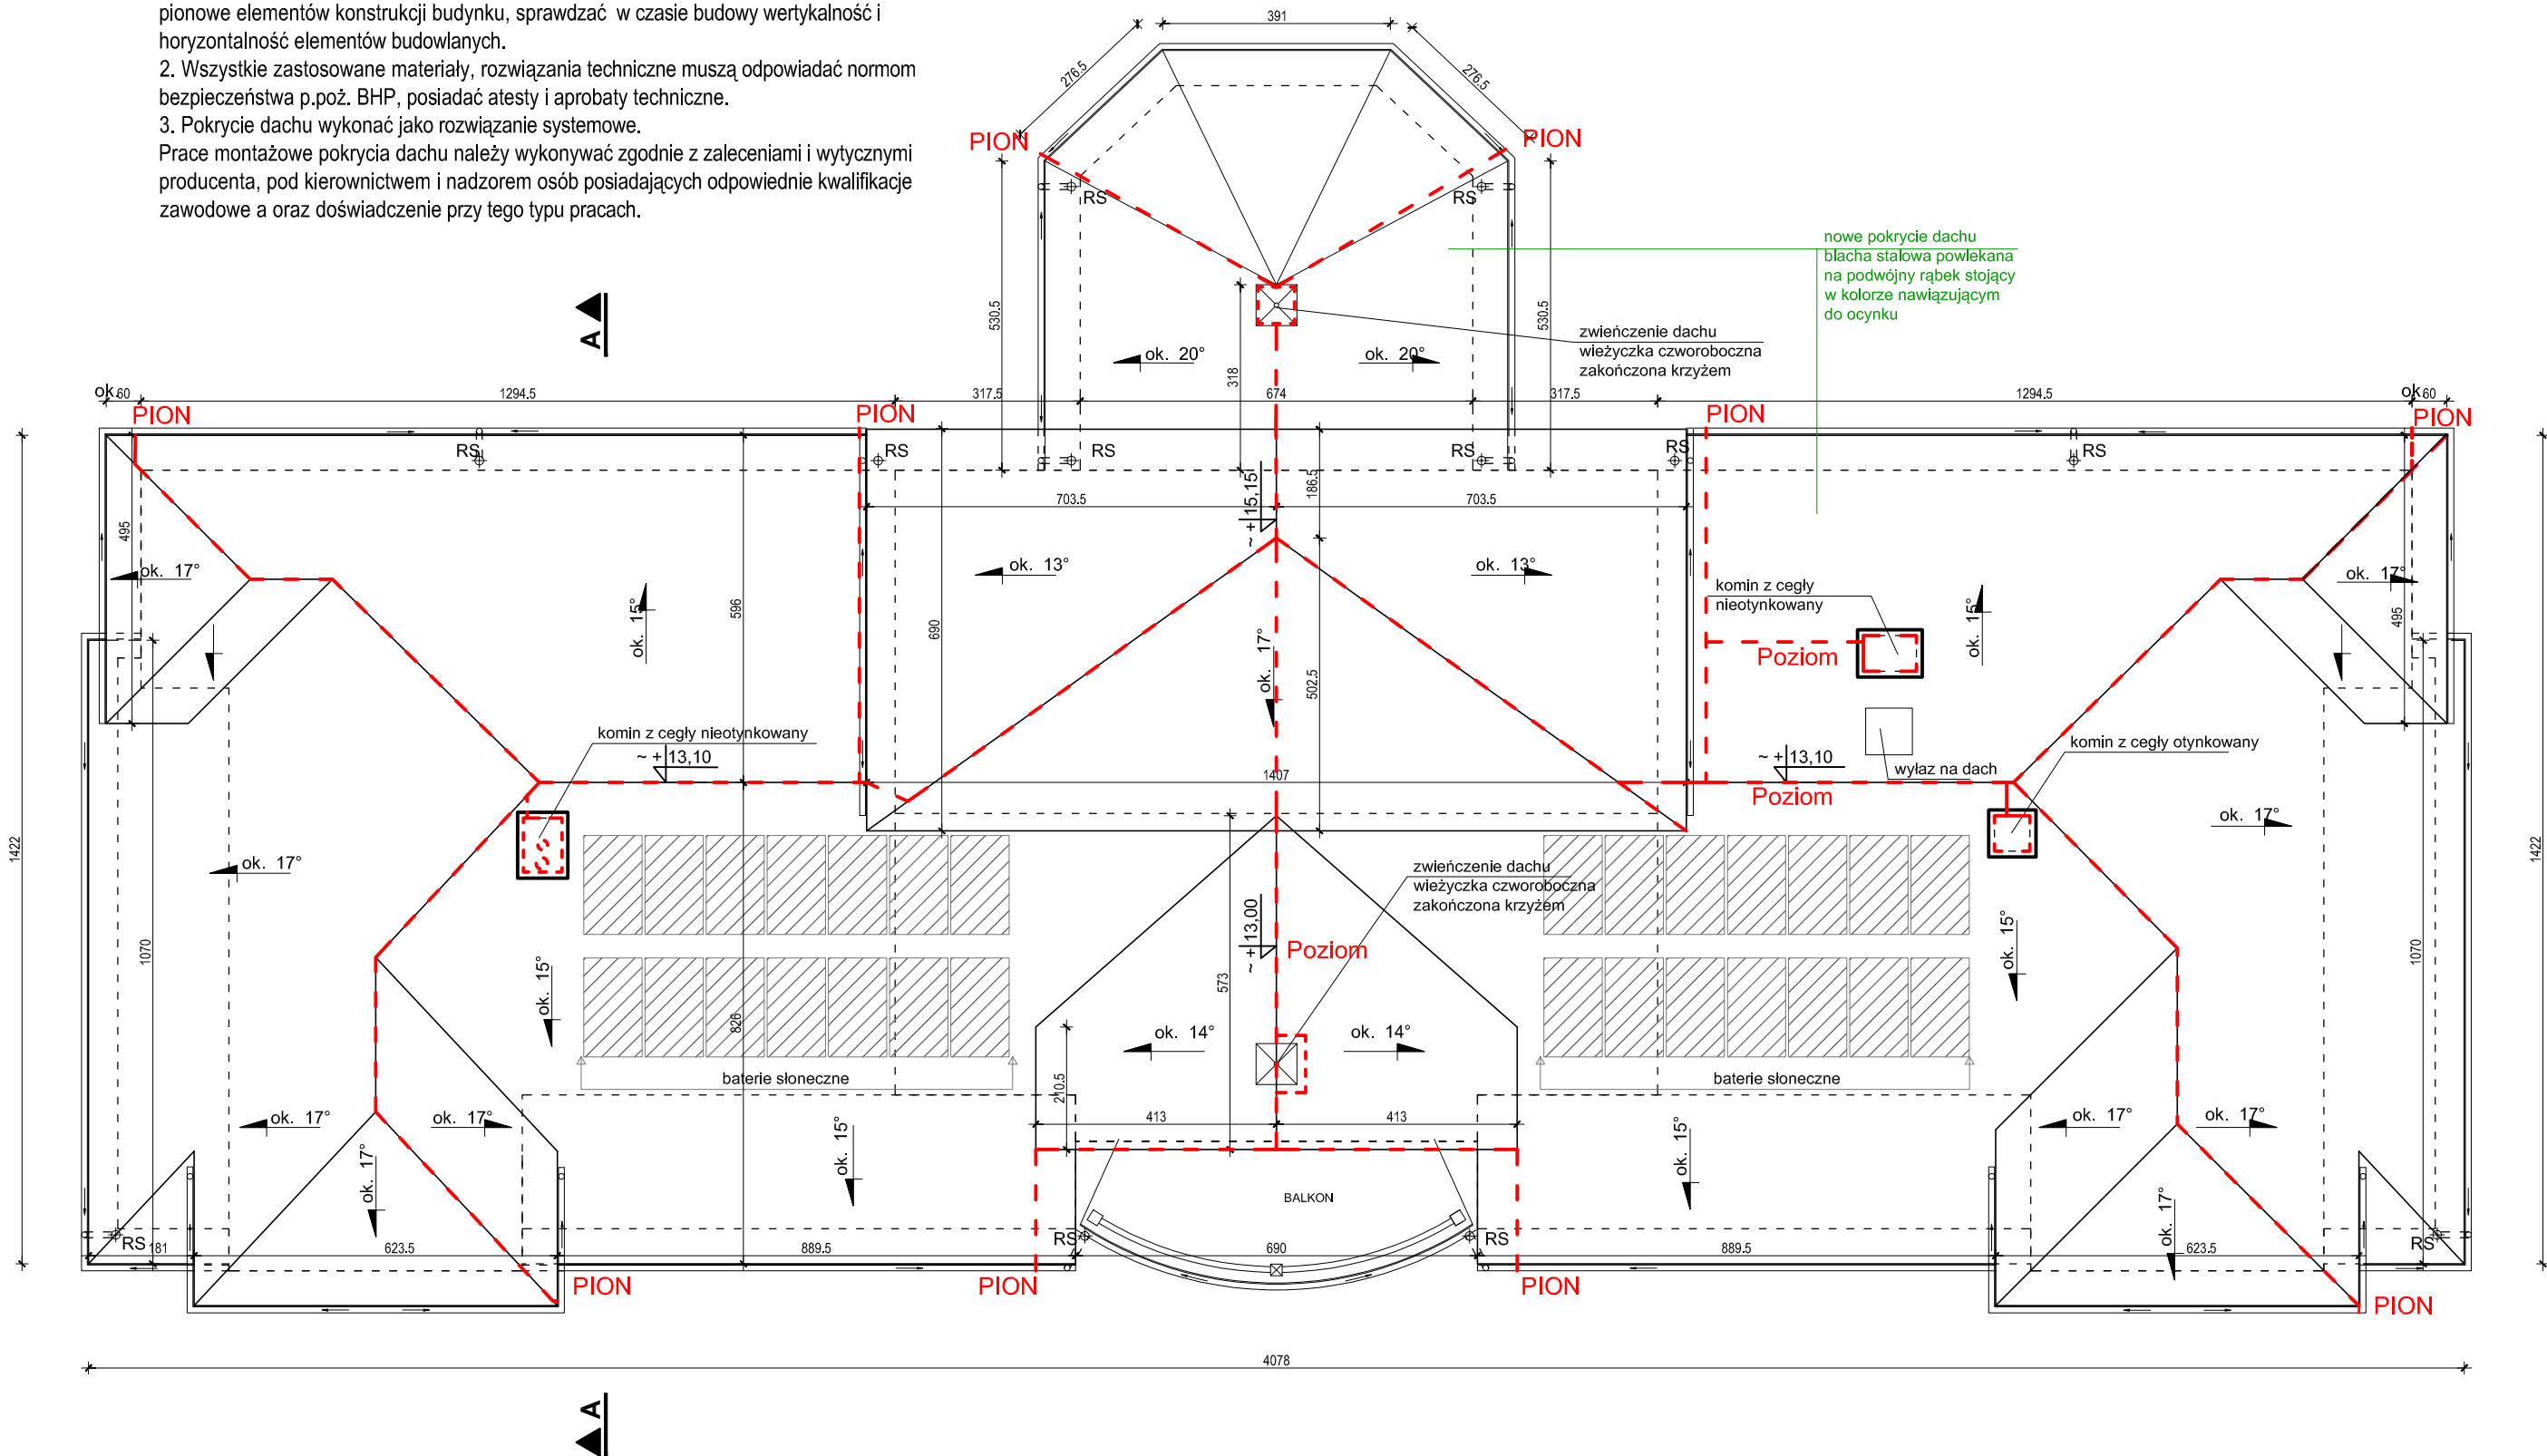 pionowe elementów konstrukcji budynku, sprawdzać w czasie budowy wertykalność i
horyzontalność elementów budowlanych.
2. Wszystkie zastosowane materiały, rozwiązania techniczne muszą odpowiadać normom
bezpieczeństwa p.poż. BHP, posiadać atesty i aprobaty techniczne.
3. Pokrycie dachu wykonać jako rozwiązanie systemowe.
Prace montażowe pokrycia dachu należy wykonywać zgodnie z zaleceniami i wytycznymi
producenta, pod kierownictwem i nadzorem osób posiadających odpowiednie kwalifikacje
zawodowe a oraz doświadczenie przy tego typu pracach.
391
276.5
276.5
PION
PION
RS
RS
nowe pokrycie dachu
blacha stalowa powlekana
na podwójny rąbek stojący
w kolorze nawiązującym
do ocynku
A
530.5
530.5
zwieńczenie dachu
wieżyczka czworoboczna
zakończona krzyżem
ok. 20°
ok. 20°
318
ok.60
1294.5
317.5
674
317.5
1294.5
ok.60
PION
PION
PION
PION
RS
RS
RS
RS
RS
RS
703.5
~ +15,15
186.5
703.5
495
ok. 17°
ok. 15°
596
690
ok. 13°
ok. 13°
komin z cegły
nieotynkowany
ok. 15°
ok. 17°
495
Poziom
ok. 17°
502.5
komin z cegły nieotynkowany
~ +13,10
1407
~ +13,10
wyłaz na dach
komin z cegły otynkowany
Poziom
1422
ok. 17°
ok. 17°
1422
zwieńczenie dachu
wieżyczka czworoboczna
zakończona krzyżem
1070
ok. 15°
826
573
~ +13,00
Poziom
ok. 15°
1070
ok. 14°
ok. 14°
baterie słoneczne
baterie słoneczne
210.5
413
413
ok. 17°
ok. 17°
ok. 17°
ok. 17°
ok. 17°
ok. 15°
ok. 15°
ok. 17°
BALKON
RS
181
623.5
889.5
RS
690
RS
889.5
623.5
RS
PION
PION
PION
PION
4078
A